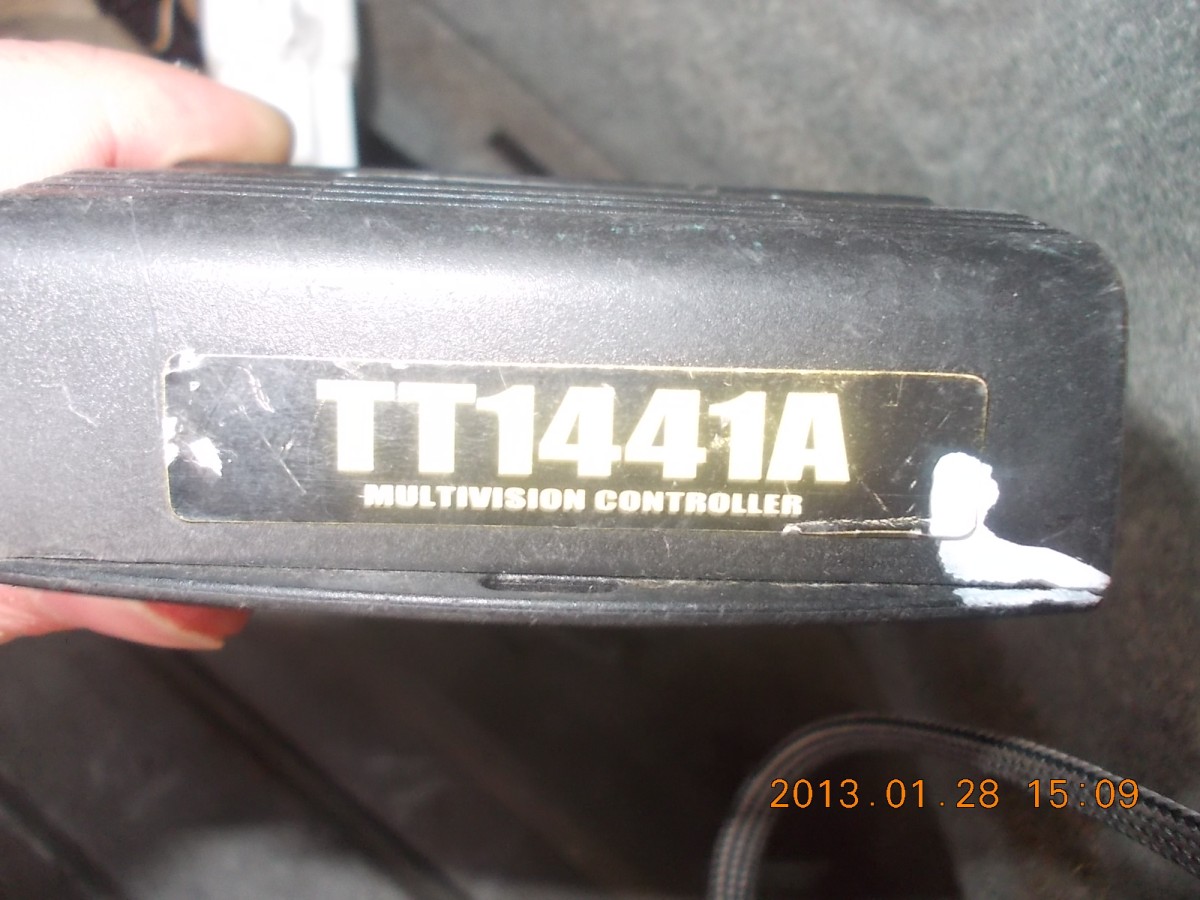 TT1441A
MULTIVISION CONTROLLER
2013.01.28 15:09